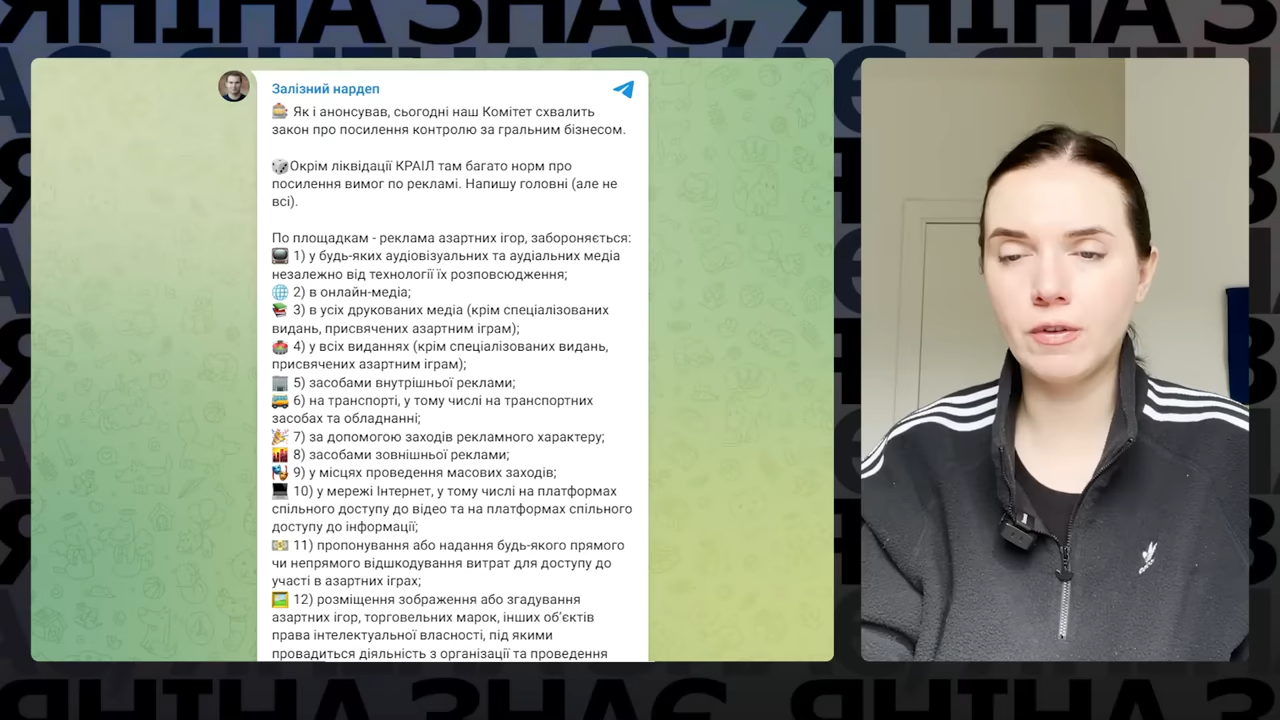 ЯНІНА ЗНАЄ, ЯНІНА З
Залізний нардеп
Як і анонсував, сьогодні наш Комітет схвалить
закон про посилення контролю за гральним бізнесом.
Окрім ліквідації КРАІЛ там багато норм про
посилення вимог по рекламі. Напишу головні (але не
всі).
По площадкам - реклама азартних ігор, забороняється:
1) у будь-яких аудіовізуальних та аудіальних медіа
незалежно від технології їх розповсюдження;
2) в онлайн-медіа;
3) в усіх друкованих медіа (крім спеціалізованих
видань, присвячених азартним іграм);
4) у всіх виданнях (крім спеціалізованих видань,
присвячених азартним іграм);
5) засобами внутрішньої реклами;
6) на транспорті, у тому числі на транспортних
засобах та обладнанні;
7) за допомогою заходів рекламного характеру;
8) засобами зовнішньої реклами;
9) у місцях проведення масових заходів;
10) у мережі Інтернет, у тому числі на платформах
спільного доступу до відео та на платформах спільного
доступу до інформації;
11) пропонування або надання будь-якого прямого
чи непрямого відшкодування витрат для доступу до
участі в азартних іграх;
12) розміщення зображення або згадування
азартних ігор, торговельних марок, інших об'єктів
права інтелектуальної власності, під якими
провадиться діяльність з організації та проведення
ЯНІНА ЗНАЄ, ЯНІНА З